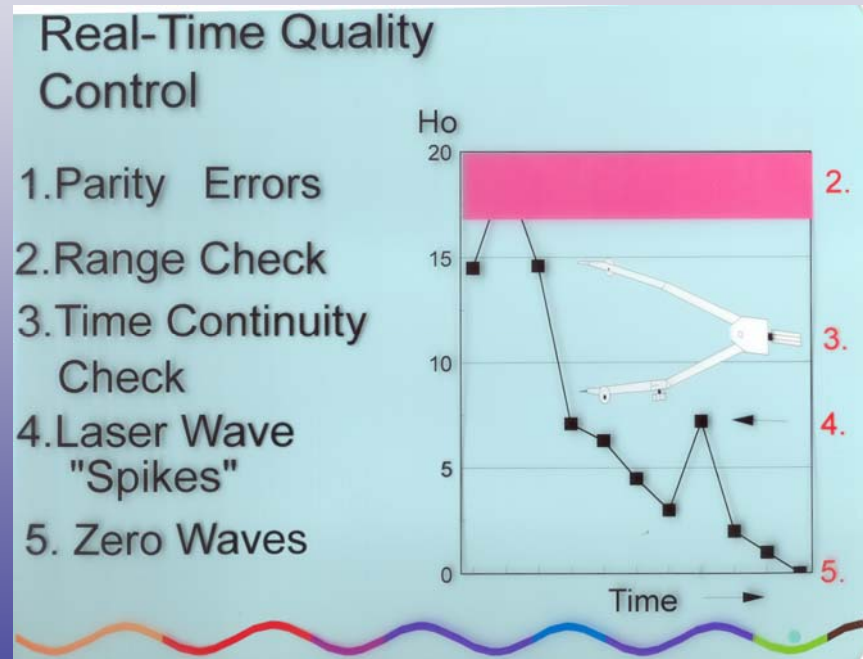 Real-Time Quality
Control
1.Parity Errors
2.Range Check
3.Time Continuity
Check
4.Laser Wave
"Spikes"
5. Zero Waves
Ho
20
15
10
5
0
Time
2.
3.
4.
5.